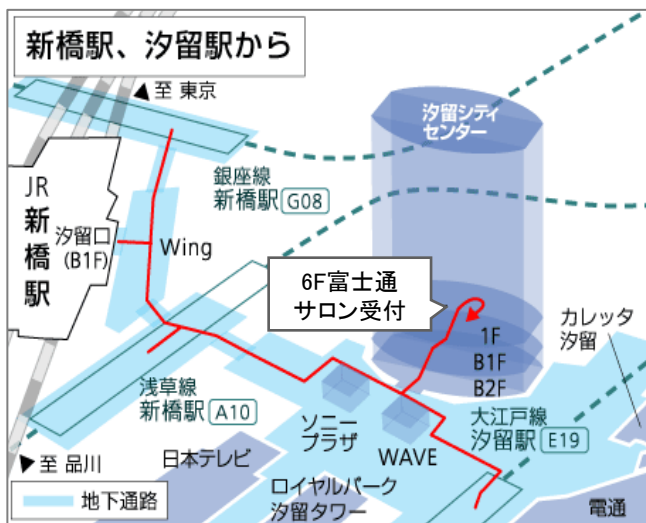 新橋駅、汐留駅から
▲至 東京
汐留シティ
センター
銀座線
新橋駅 G08
JR
新橋駅
汐留口
(B1F)
Wing
6F富士通
サロン受付
1F
B1F
B2F
カレッタ
汐留
浅草線
新橋駅 A10
ソニー
プラザ
WAVE
大江戸線
汐留駅 E19
▼至 品川
日本テレビ
ロイヤルパーク
汐留タワー
電通
地下通路